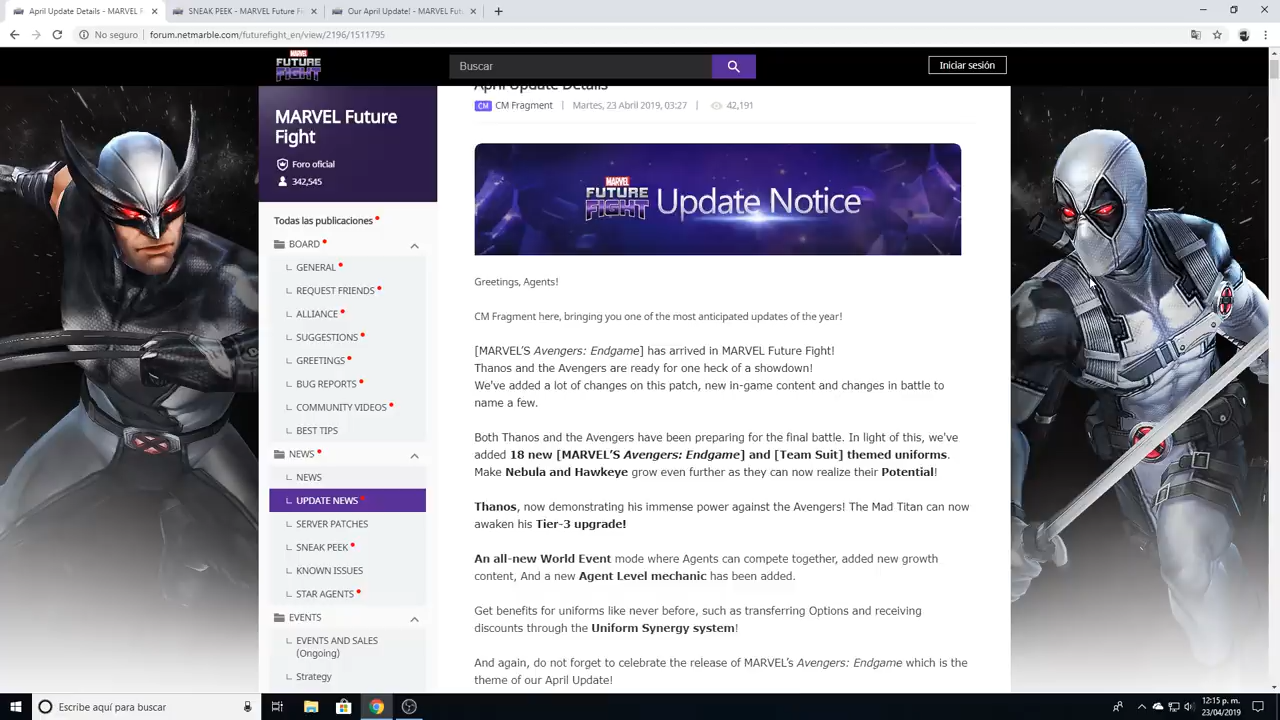 April Update Details - MARVEL F
SNEAK PEEK - MARVEL Future Fi
Our April Update! - MARVEL Fut
No seguro
forum.netmarble.com/futurefight_en/view/2196/1511795
MARVEL
FUTURE
FIGHT
Buscar
Iniciar sesión
MARVEL Future
Fight
Foro oficial
342,545
Todas las publicaciones
BOARD
GENERAL
REQUEST FRIENDS
ALLIANCE
SUGGESTIONS
GREETINGS
BUG REPORTS
COMMUNITY VIDEOS
BEST TIPS
NEWS
NEWS
UPDATE NEWS
SERVER PATCHES
SNEAK PEEK
KNOWN ISSUES
STAR AGENTS
EVENTS
EVENTS AND SALES
(Ongoing)
Strategy
April Update Details
CM CM Fragment | Martes, 23 Abril 2019, 03:27 | 42,191
MARVEL
FUTURE
FIGHT
Update Notice
Greetings, Agents!
CM Fragment here, bringing you one of the most anticipated updates of the year!
[MARVEL'S Avengers: Endgame] has arrived in MARVEL Future Fight!
Thanos and the Avengers are ready for one heck of a showdown!
We've added a lot of changes on this patch, new in-game content and changes in battle to
name a few.
Both Thanos and the Avengers have been preparing for the final battle. In light of this, we've
added 18 new [MARVEL'S Avengers: Endgame] and [Team Suit] themed uniforms.
Make Nebula and Hawkeye grow even further as they can now realize their Potential!
Thanos, now demonstrating his immense power against the Avengers! The Mad Titan can now
awaken his Tier-3 upgrade!
An all-new World Event mode where Agents can compete together, added new growth
content, And a new Agent Level mechanic has been added.
Get benefits for uniforms like never before, such as transferring Options and receiving
discounts through the Uniform Synergy system!
And again, do not forget to celebrate the release of MARVEL's Avengers: Endgame which is the
theme of our April Update!
Escribe aquí para buscar
12:15 p. m.
23/04/2019